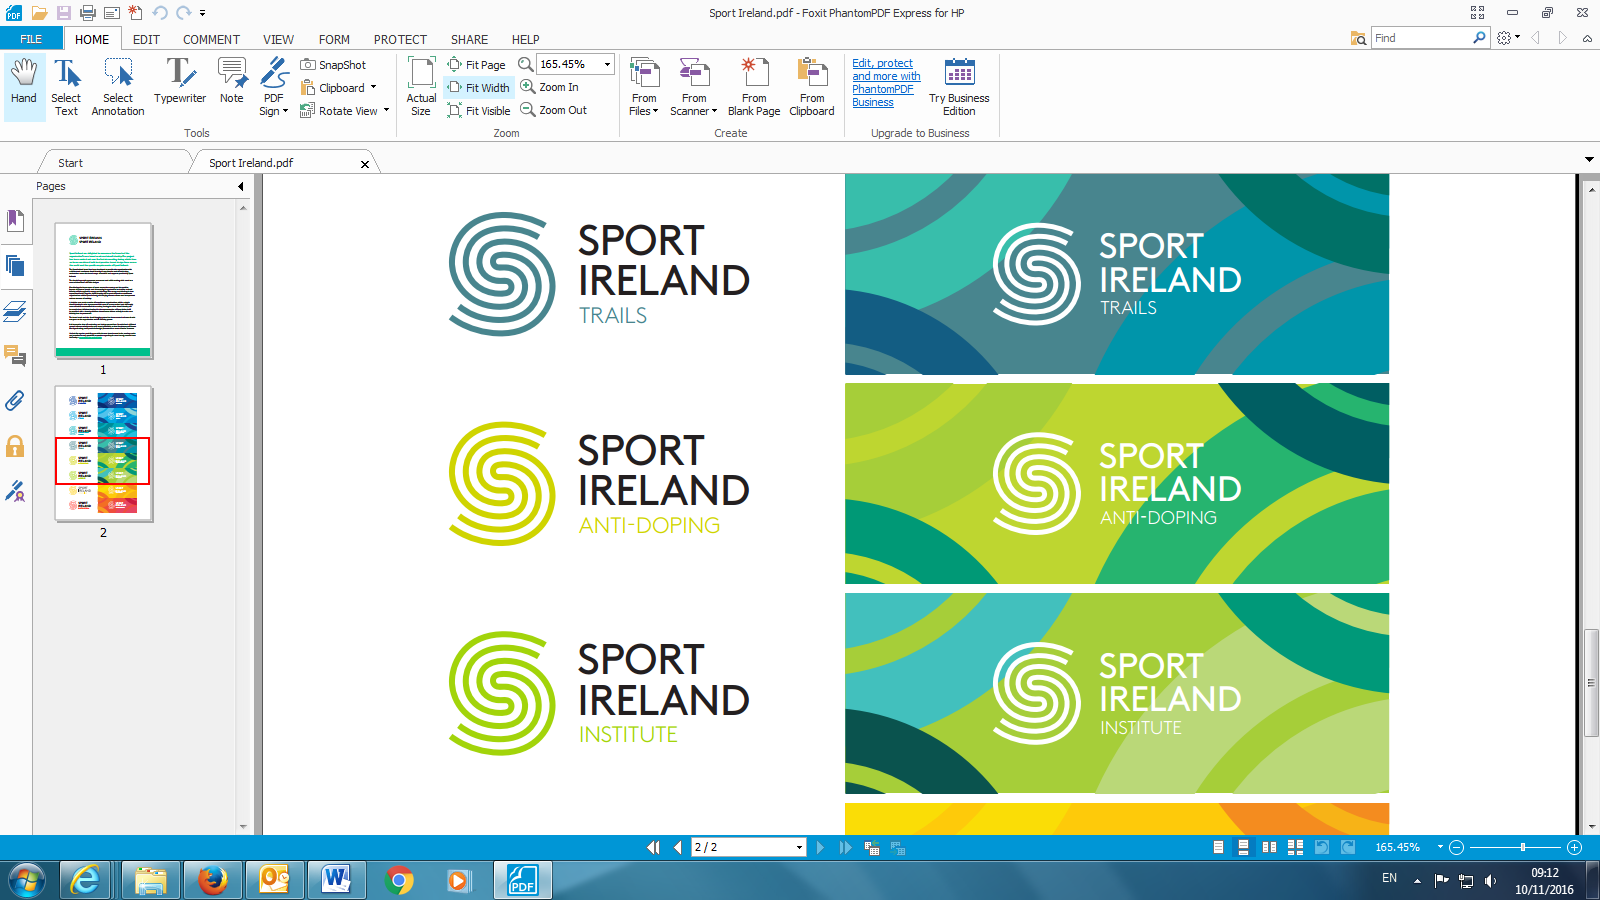 Sport Ireland.pdf - Foxit PhantomPDF Express for HP
FILE
HOME
EDIT
COMMENT
VIEW
FORM
PROTECT
SHARE
HELP
Find
Hand
Select Text
Select Annotation
Typewriter
Note
PDF Sign
SnapShot
Clipboard
Rotate View
Tools
Actual Size
Fit Page
Fit Width
Fit Visible
165.45%
Zoom In
Zoom Out
Zoom
From Files
From Scanner
From Blank Page
From Clipboard
Create
Edit, protect
and more with
PhantomPDF
Business
Try Business
Edition
Upgrade to Business
Start
Sport Ireland.pdf
Pages
1
2
SPORT
IRELAND
TRAILS
SPORT
IRELAND
TRAILS
SPORT
IRELAND
ANTI-DOPING
SPORT
IRELAND
ANTI-DOPING
SPORT
IRELAND
INSTITUTE
SPORT
IRELAND
INSTITUTE
2 / 2
165.45%
PDF
EN
09:12
10/11/2016